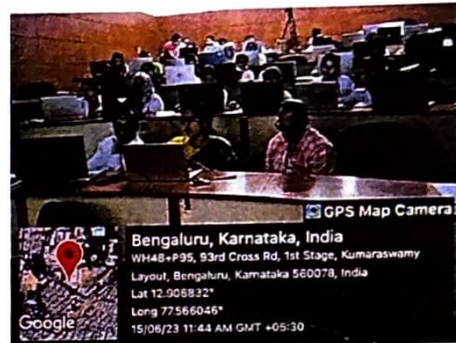 GPS Map Camera
Bengaluru, Karnataka, India
WH48+P95, 93rd Cross Rd, 1st Stage, Kumaraswamy
Layout, Bengaluru, Karnataka 560078, India
Lat 12.906832°
Long 77.566046°
15/06/23 11:44 AM GMT +05:30
Google